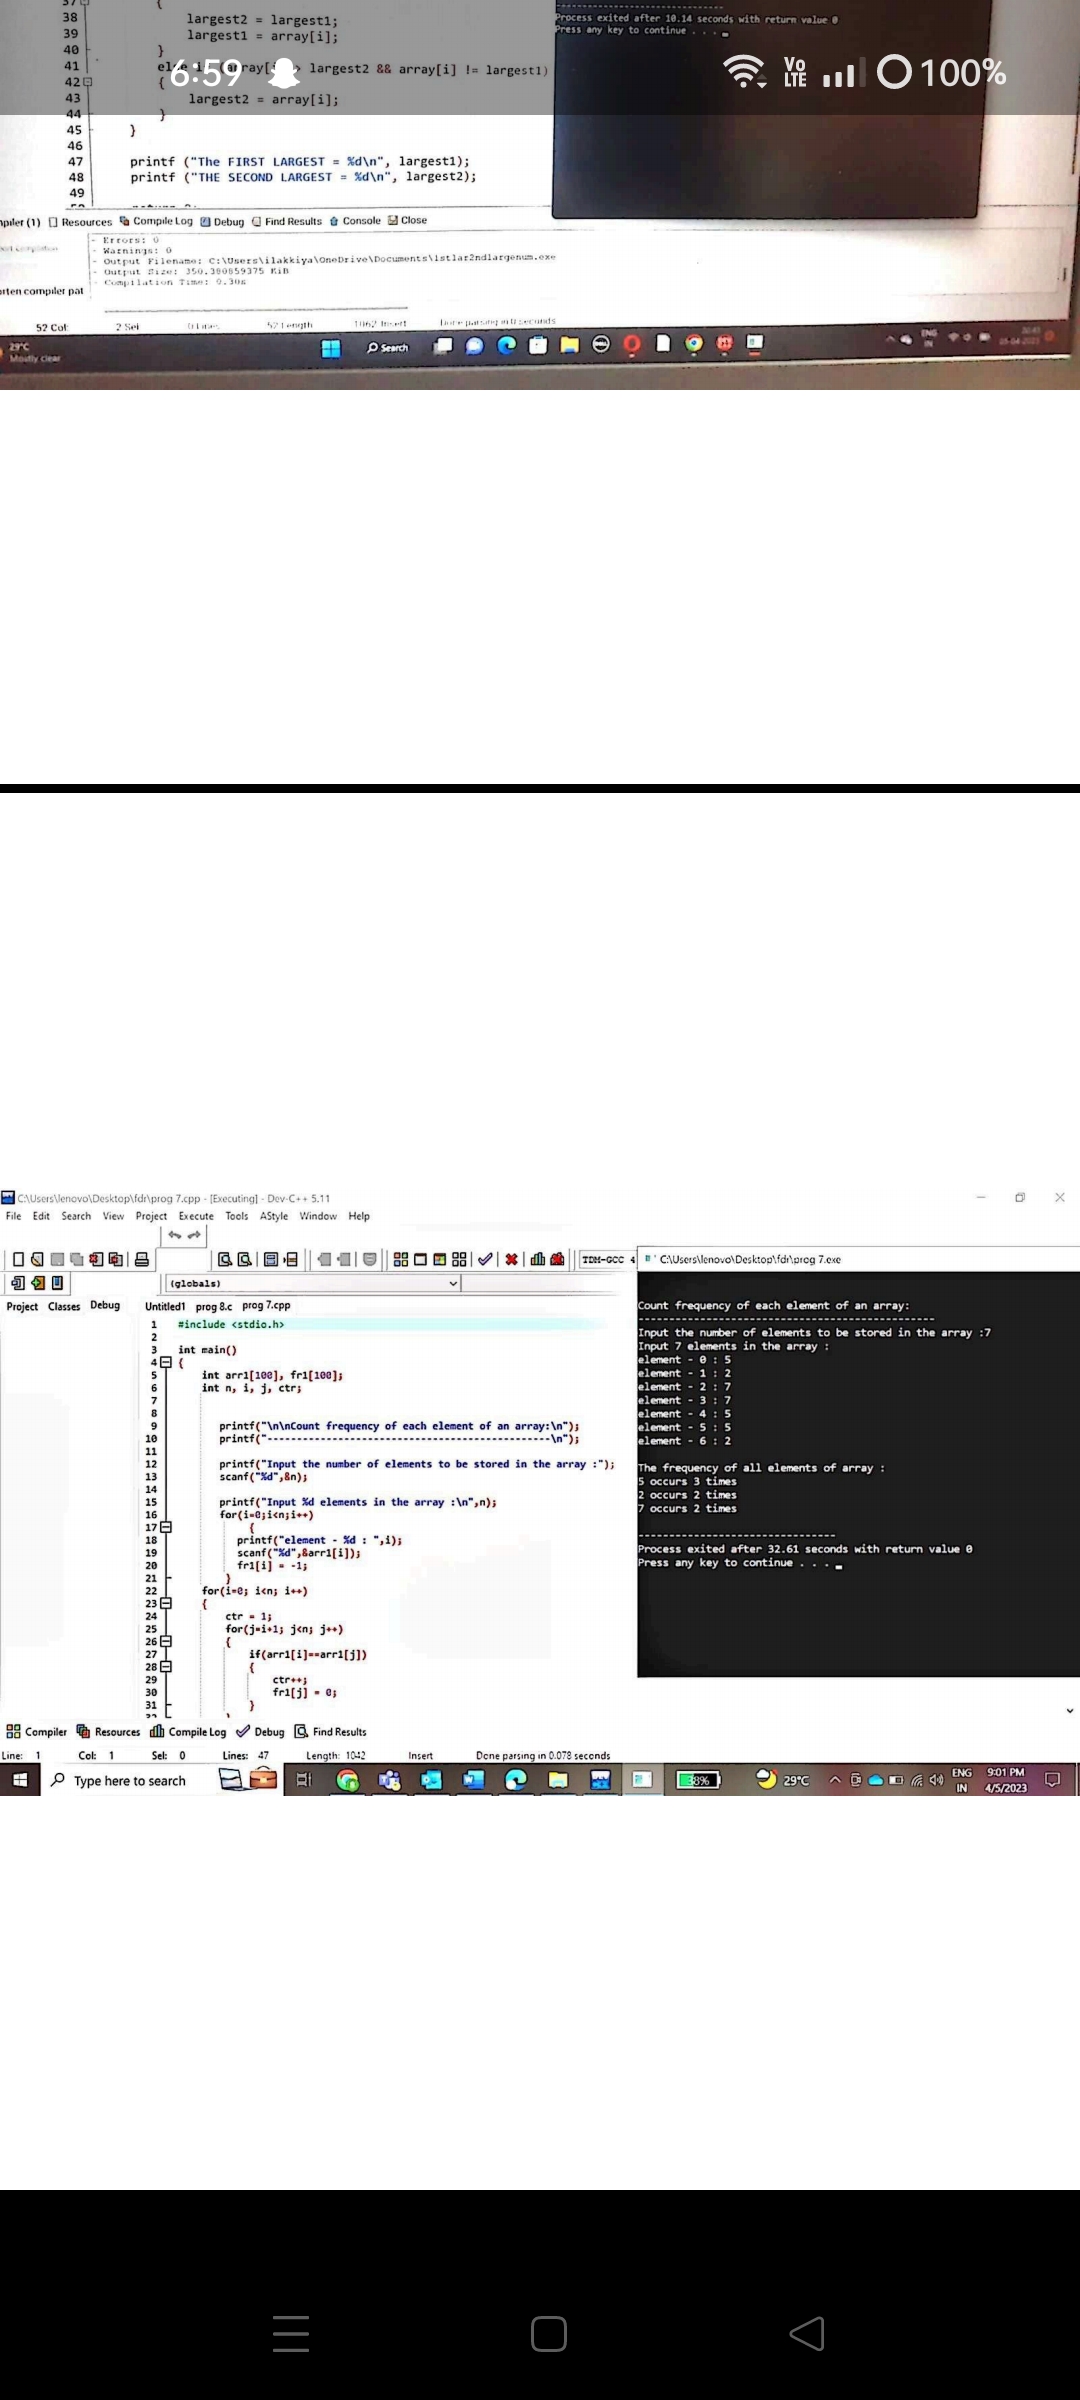 37 {
38 largest2 = largest1;
39 largest1 = array[i];
40 }
41 else if array[i > largest2 && array[i] != largest1)
42 {
43 largest2 = array[i];
44 }
45 }
46
47 printf ("The FIRST LARGEST = %d\n", largest1);
48 printf ("THE SECOND LARGEST = %d\n", largest2);
49
Process exited after 10.14 seconds with return value 0
Press any key to continue . . .
6:59
Vo LTE
100%
mpiler (1) Resources Compile Log Debug Find Results Console Close
- Errors: 0
- Warnings: 0
- Output Filename: C:\Users\ilakkiya\OneDrive\Documents\1stlar2ndlargenum.exe
- Output Size: 350.380859375 KiB
- Compilation Time: 0.30s
rten compiler pat
52 Col: 2 Sel 52 Length 1062 Insert Done parsing in 0 seconds
29°C
Mostly clear
Search
ENG
IN
C:\Users\lenovo\Desktop\fdr\prog 7.cpp - [Executing] - Dev-C++ 5.11
File Edit Search View Project Execute Tools AStyle Window Help
TDM-GCC 4
(globals)
Project Classes Debug
Untitled1 prog 8.c prog 7.cpp
1 #include <stdio.h>
2
3 int main()
4 {
5 int arr1[100], fr1[100];
6 int n, i, j, ctr;
7
8
9 printf("\n\nCount frequency of each element of an array:\n");
10 printf("----------------------------------------------\n");
11
12 printf("Input the number of elements to be stored in the array :");
13 scanf("%d",&n);
14
15 printf("Input %d elements in the array :\n",n);
16 for(i=0;i<n;i++)
17 {
18 printf("element - %d : ",i);
19 scanf("%d",&arr1[i]);
20 fr1[i] = -1;
21 }
22 for(i=0; i<n; i++)
23 {
24 ctr = 1;
25 for(j=i+1; j<n; j++)
26 {
27 if(arr1[i]==arr1[j])
28 {
29 ctr++;
30 fr1[j] = 0;
31 }
32 }
C:\Users\lenovo\Desktop\fdr\prog 7.exe
Count frequency of each element of an array:
----------------------------------------------
Input the number of elements to be stored in the array :7
Input 7 elements in the array :
element - 0 : 5
element - 1 : 2
element - 2 : 7
element - 3 : 7
element - 4 : 5
element - 5 : 5
element - 6 : 2
The frequency of all elements of array :
5 occurs 3 times
2 occurs 2 times
7 occurs 2 times
--------------------------------
Process exited after 32.61 seconds with return value 0
Press any key to continue . . .
Compiler Resources Compile Log Debug Find Results
Line: 1 Col: 1 Sel: 0 Lines: 47 Length: 1042 Insert Done parsing in 0.078 seconds
Type here to search
38%
29°C
ENG
IN
9:01 PM
4/5/2023